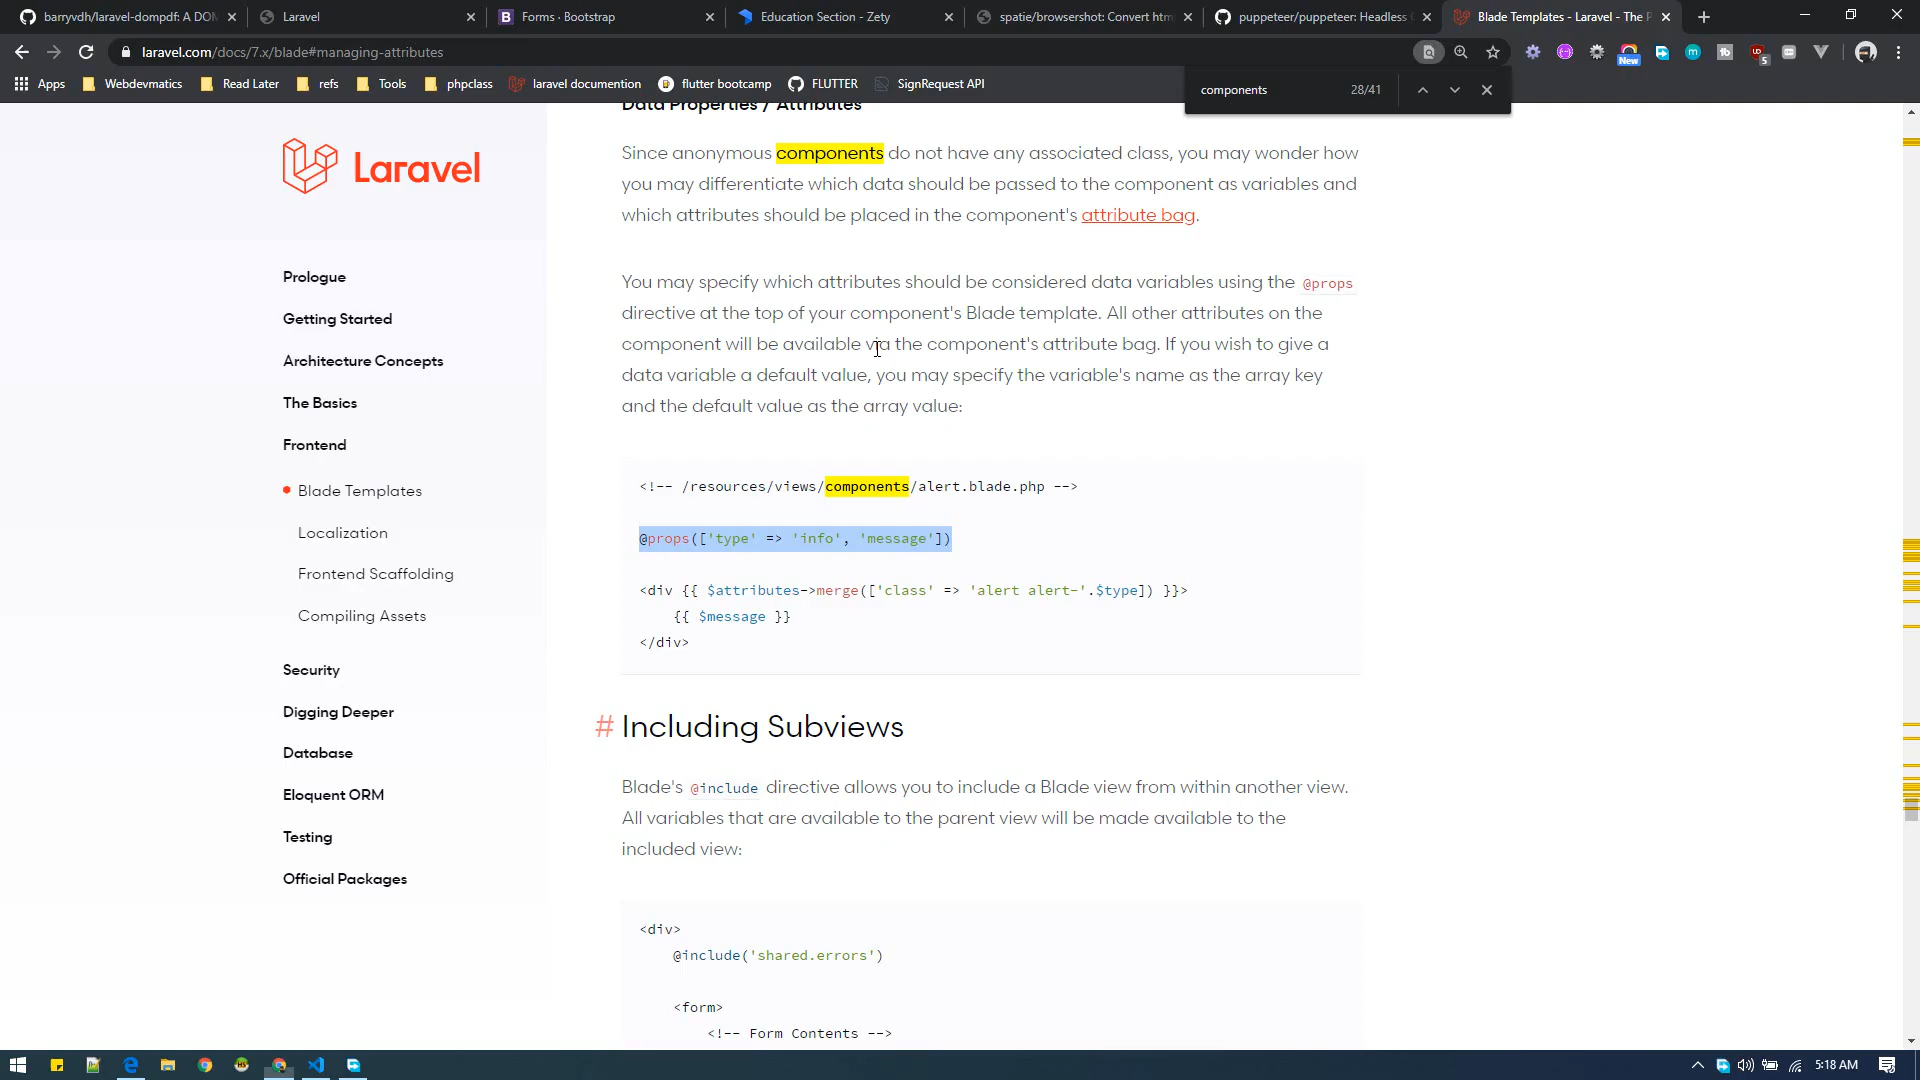 barryvdh/laravel-dompdf: A DOM
Laravel
Forms · Bootstrap
Education Section - Zety
spatie/browsershot: Convert htm
puppeteer/puppeteer: Headless C
Blade Templates - Laravel - The P
laravel.com/docs/7.x/blade#managing-attributes
New
5
Apps
Webdevmatics
Read Later
refs
Tools
phpclass
laravel documention
flutter bootcamp
FLUTTER
SignRequest API
components
28/41
Laravel
Prologue
Getting Started
Architecture Concepts
The Basics
Frontend
Blade Templates
Localization
Frontend Scaffolding
Compiling Assets
Security
Digging Deeper
Database
Eloquent ORM
Testing
Official Packages
Data Properties / Attributes
Since anonymous components do not have any associated class, you may wonder how
you may differentiate which data should be passed to the component as variables and
which attributes should be placed in the component's attribute bag.
You may specify which attributes should be considered data variables using the @props
directive at the top of your component's Blade template. All other attributes on the
component will be available via the component's attribute bag. If you wish to give a
data variable a default value, you may specify the variable's name as the array key
and the default value as the array value:
<!-- /resources/views/components/alert.blade.php -->
@props(['type' => 'info', 'message'])
<div {{ $attributes->merge(['class' => 'alert alert-'.$type]) }}>
{{ $message }}
</div>
# Including Subviews
Blade's @include directive allows you to include a Blade view from within another view.
All variables that are available to the parent view will be made available to the
included view:
<div>
@include('shared.errors')
<form>
<!-- Form Contents -->
5:18 AM